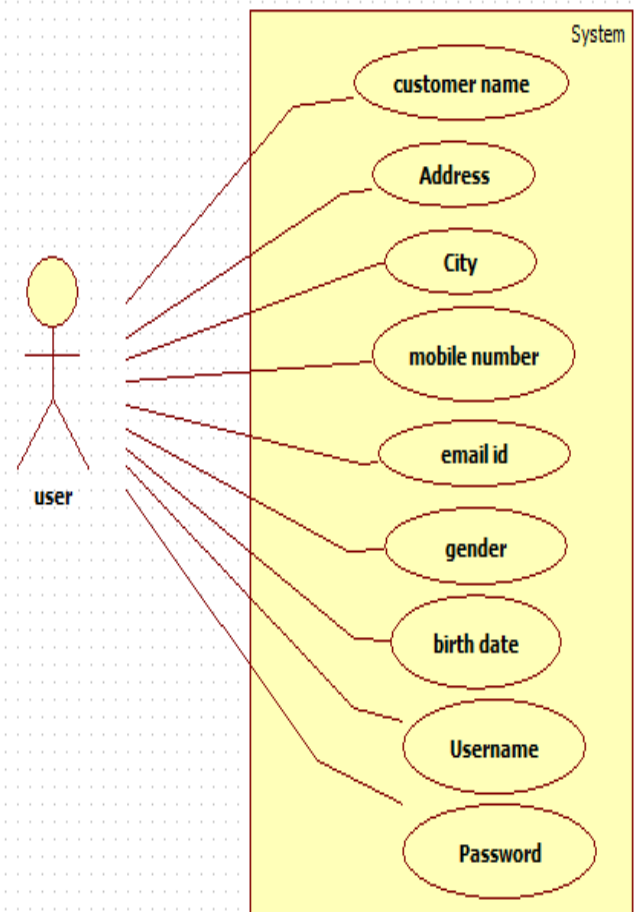 System
customer name
Address
City
mobile number
email id
gender
birth date
Username
Password
user